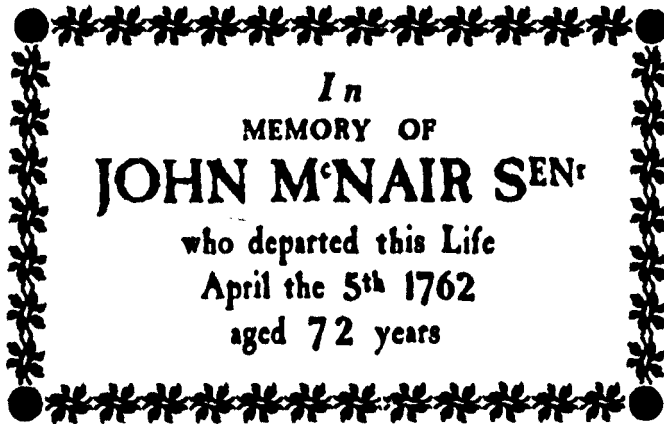 In
MEMORY OF
JOHN McNAIR SENr
who departed this Life
April the 5th 1762
aged 72 years